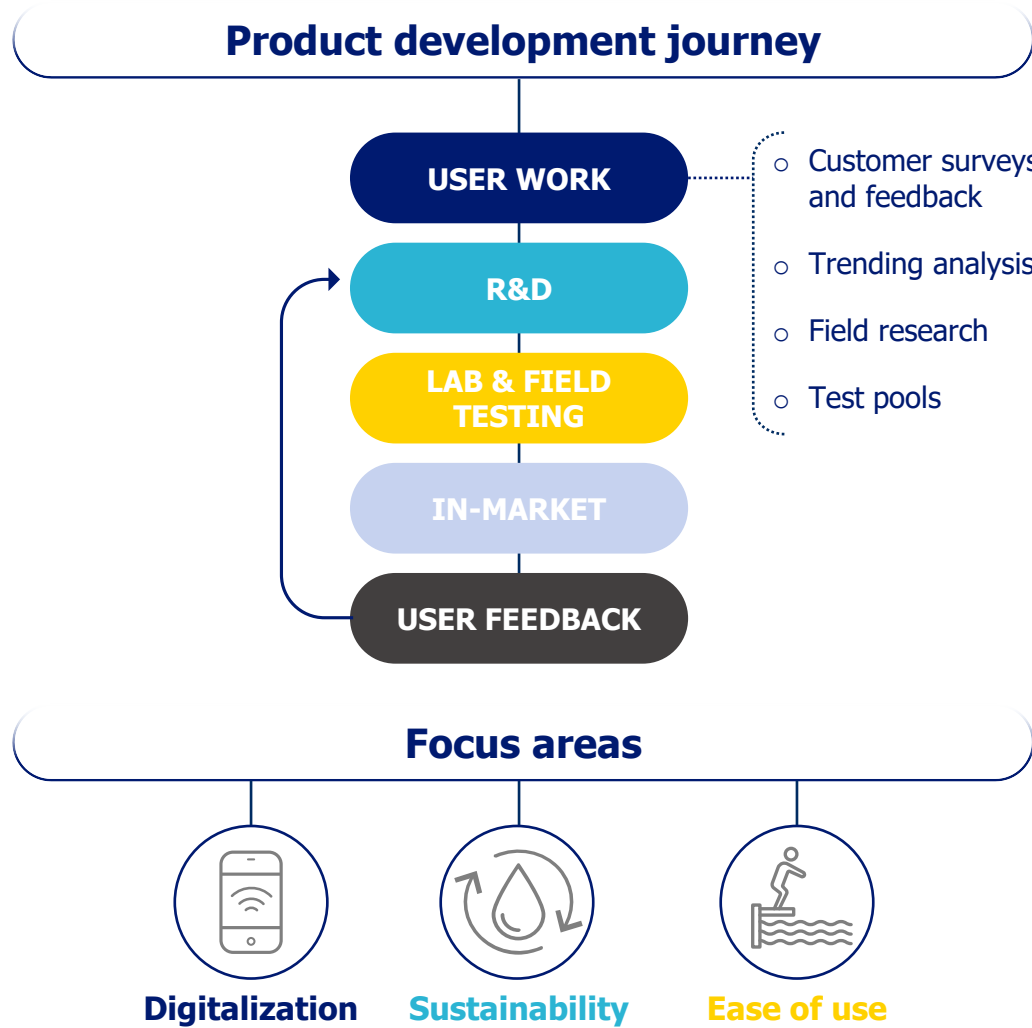 Product development journey
USER WORK
Customer surveys
and feedback
Trending analysis
Field research
Test pools
R&D
LAB & FIELD
TESTING
IN-MARKET
USER FEEDBACK
Focus areas
Digitalization
Sustainability
Ease of use